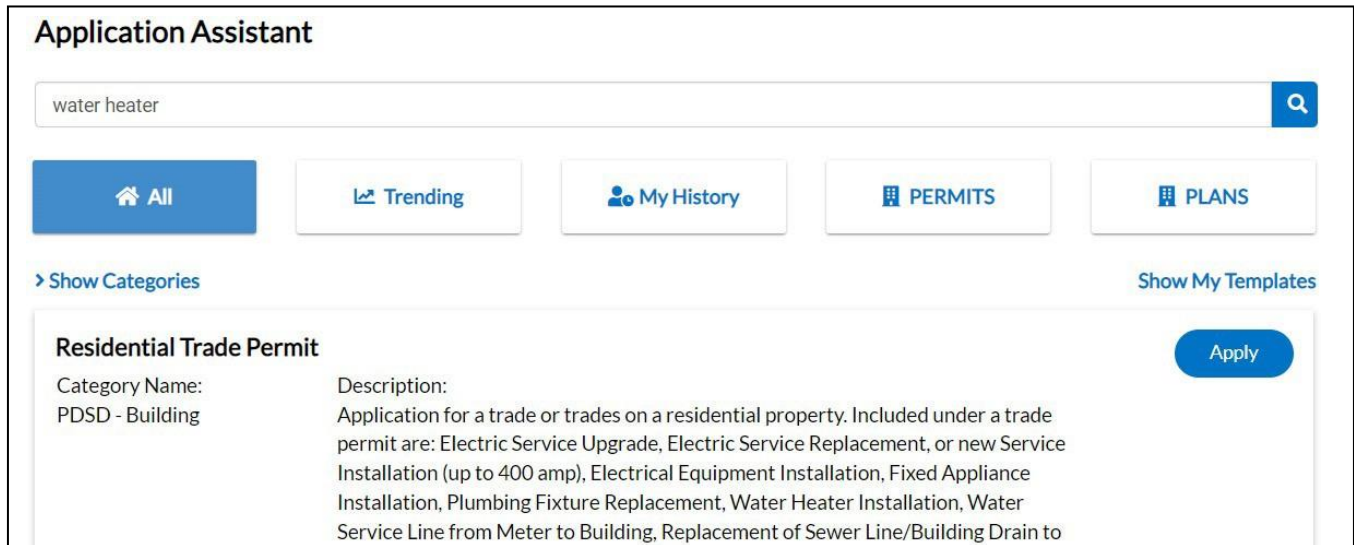 Application Assistant
water heater
All
Trending
My History
PERMITS
PLANS
Show Categories
Show My Templates
Residential Trade Permit
Apply
Category Name:
Description:
PDSD - Building
Application for a trade or trades on a residential property. Included under a trade
permit are: Electric Service Upgrade, Electric Service Replacement, or new Service
Installation (up to 400 amp), Electrical Equipment Installation, Fixed Appliance
Installation, Plumbing Fixture Replacement, Water Heater Installation, Water
Service Line from Meter to Building, Replacement of Sewer Line/Building Drain to